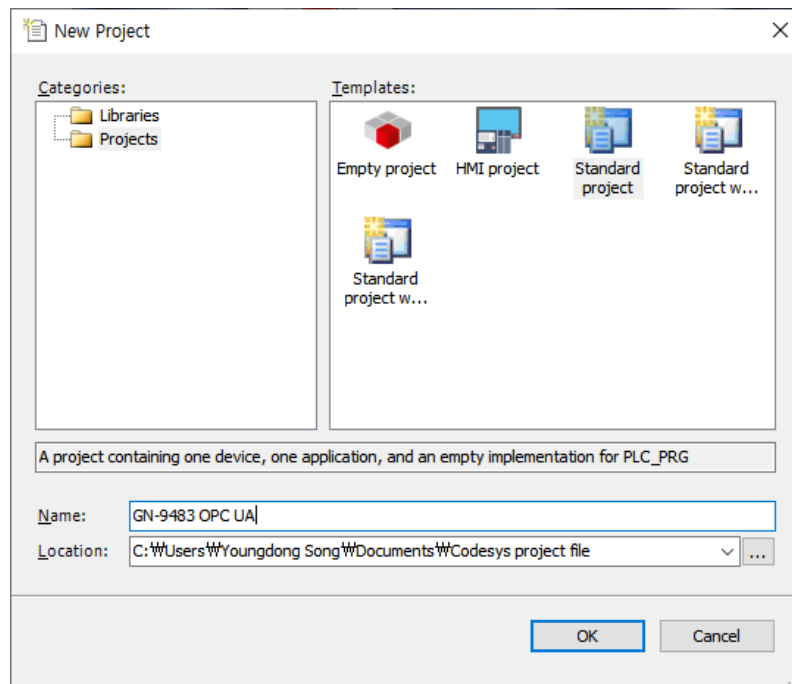 New Project
Categories:
Templates:
Libraries
Projects
Empty project
HMI project
Standard
project
Standard
project w...
Standard
project w...
A project containing one device, one application, and an empty implementation for PLC_PRG
Name:
GN-9483 OPC UA
Location:
C:₩Users₩Youngdong Song₩Documents₩Codesys project file
...
OK
Cancel